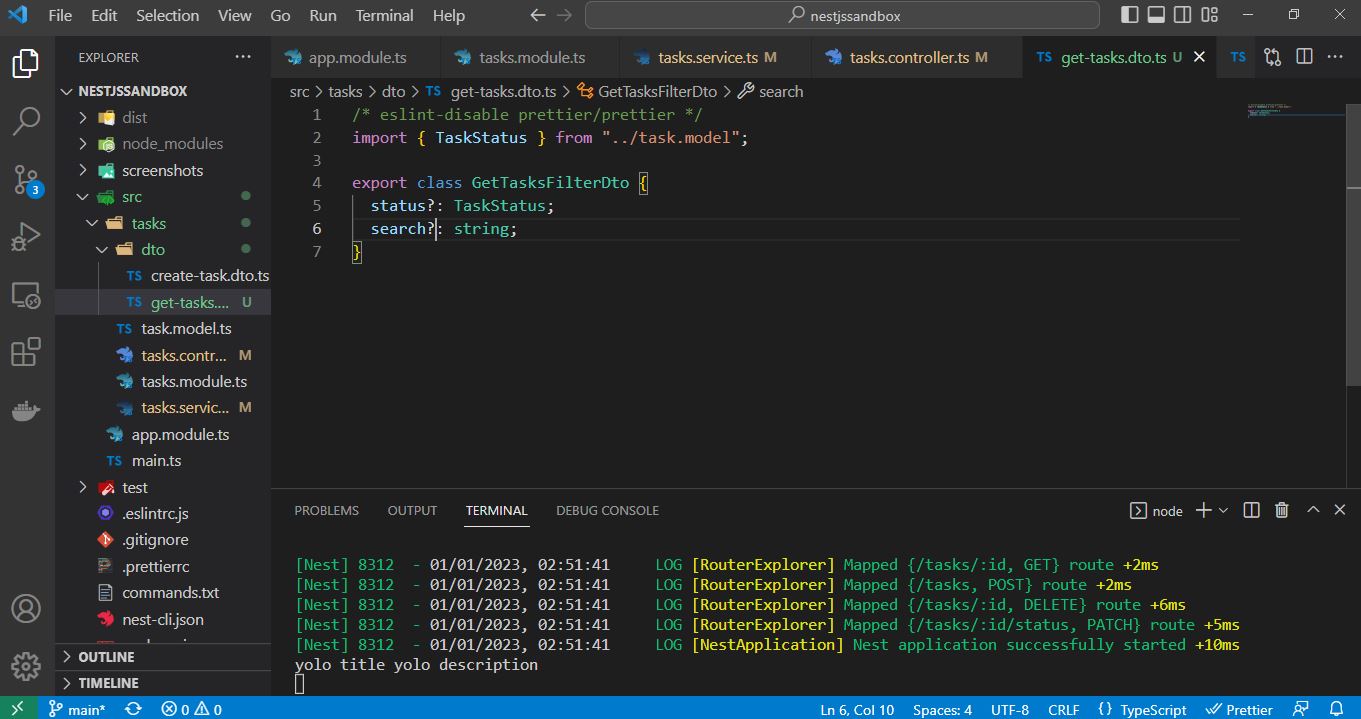 File Edit Selection View Go Run Terminal Help nestjssandbox
EXPLORER
NESTJSSANDBOX
dist
node_modules
screenshots
src
tasks
dto
TS create-task.dto.ts
TS get-tasks.... U
TS task.model.ts
tasks.contr... M
tasks.module.ts
tasks.servic... M
app.module.ts
TS main.ts
test
.eslintrc.js
.gitignore
.prettierrc
commands.txt
nest-cli.json
OUTLINE
TIMELINE
3
app.module.ts tasks.module.ts tasks.service.ts M tasks.controller.ts M TS get-tasks.dto.ts U TS
src > tasks > dto > TS get-tasks.dto.ts > GetTasksFilterDto > search
1 /* eslint-disable prettier/prettier */
2 import { TaskStatus } from "../task.model";
3
4 export class GetTasksFilterDto {
5 status?: TaskStatus;
6 search?: string;
7 }
PROBLEMS OUTPUT TERMINAL DEBUG CONSOLE node
[Nest] 8312 - 01/01/2023, 02:51:41 LOG [RouterExplorer] Mapped {/tasks/:id, GET} route +2ms
[Nest] 8312 - 01/01/2023, 02:51:41 LOG [RouterExplorer] Mapped {/tasks, POST} route +2ms
[Nest] 8312 - 01/01/2023, 02:51:41 LOG [RouterExplorer] Mapped {/tasks/:id, DELETE} route +6ms
[Nest] 8312 - 01/01/2023, 02:51:41 LOG [RouterExplorer] Mapped {/tasks/:id/status, PATCH} route +5ms
[Nest] 8312 - 01/01/2023, 02:51:41 LOG [NestApplication] Nest application successfully started +10ms
yolo title yolo description
main* 0 0 Ln 6, Col 10 Spaces: 4 UTF-8 CRLF {} TypeScript Prettier